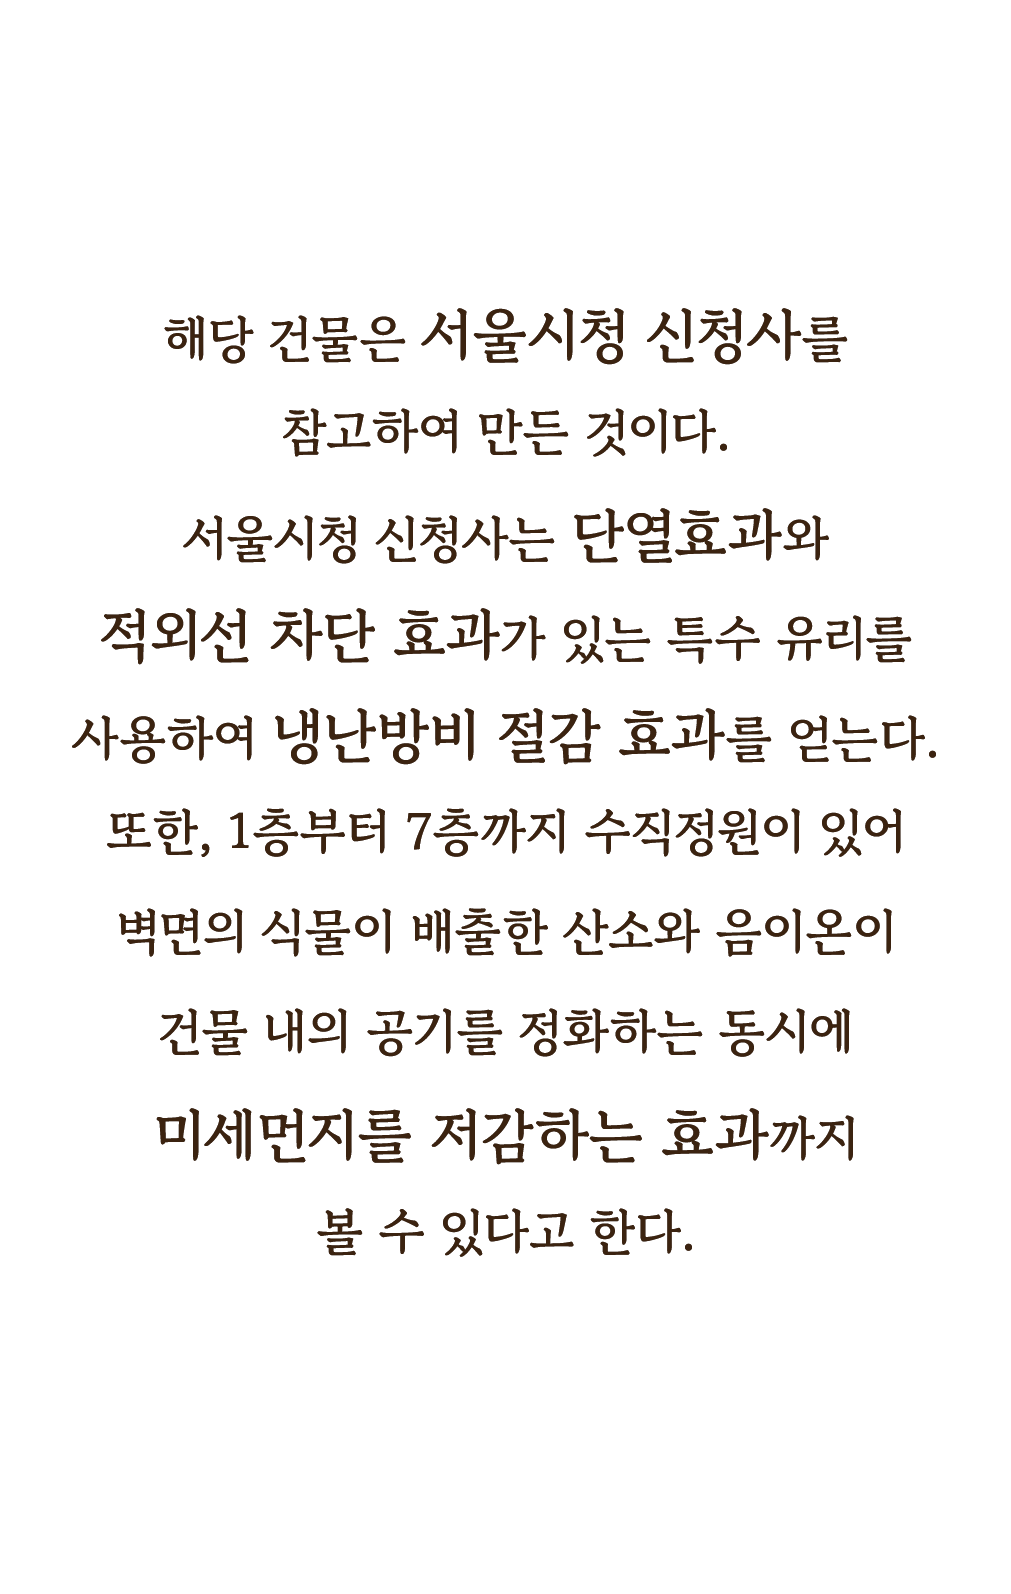 해당 건물은 서울시청 신청사를
참고하여 만든 것이다.
서울시청 신청사는 단열효과와
적외선 차단 효과가 있는 특수 유리를
사용하여 냉난방비 절감 효과를 얻는다.
또한, 1층부터 7층까지 수직정원이 있어
벽면의 식물이 배출한 산소와 음이온이
건물 내의 공기를 정화하는 동시에
미세먼지를 저감하는 효과까지
볼 수 있다고 한다.